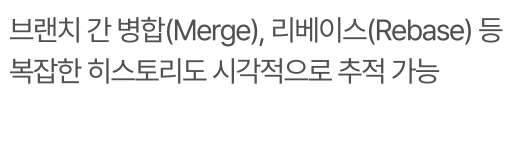 브랜치 간 병합(Merge), 리베이스(Rebase) 등
복잡한 히스토리도 시각적으로 추적 가능